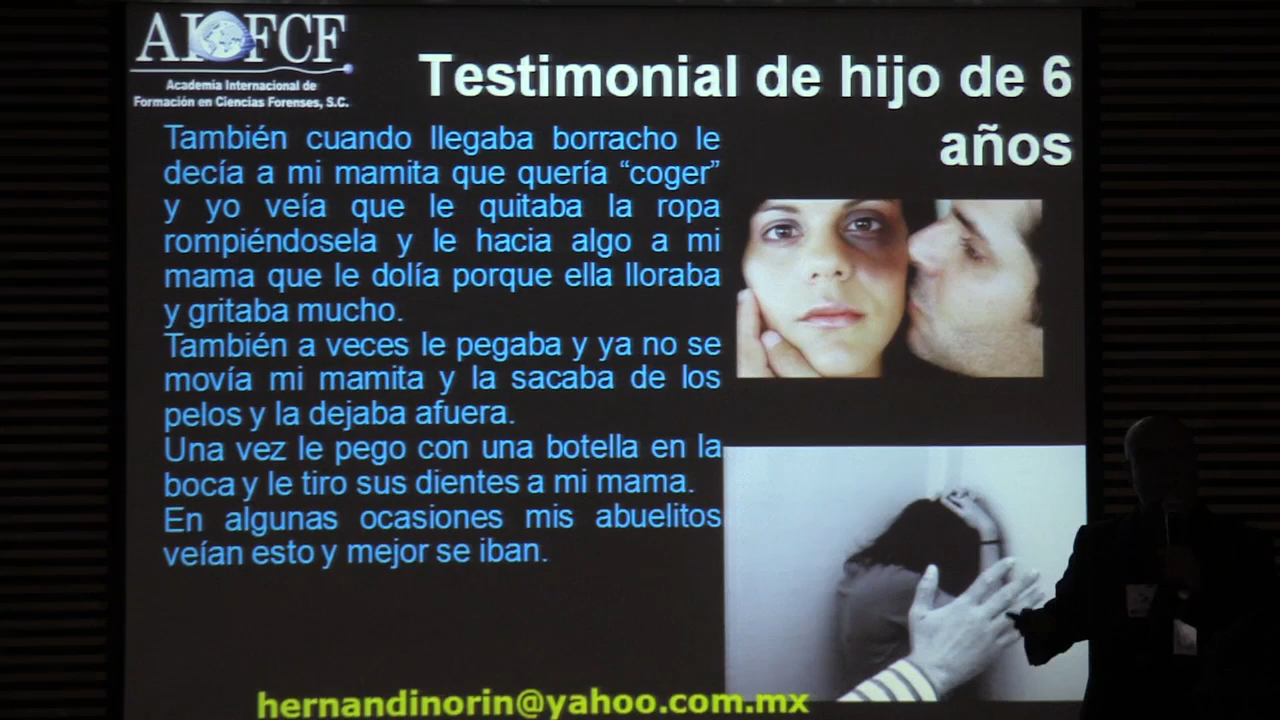 AIFCF
Academia Internacional de
Formación en Ciencias Forenses, S.C.
Testimonial de hijo de 6
años
También cuando llegaba borracho le
decía a mi mamita que quería “coger”
y yo veía que le quitaba la ropa
rompiéndosela y le hacia algo a mi
mama que le dolía porque ella lloraba
y gritaba mucho.
También a veces le pegaba y ya no se
movía mi mamita y la sacaba de los
pelos y la dejaba afuera.
Una vez le pego con una botella en la
boca y le tiro sus dientes a mi mama.
En algunas ocasiones mis abuelitos
veían esto y mejor se iban.
hernandinorin@yahoo.com.mx